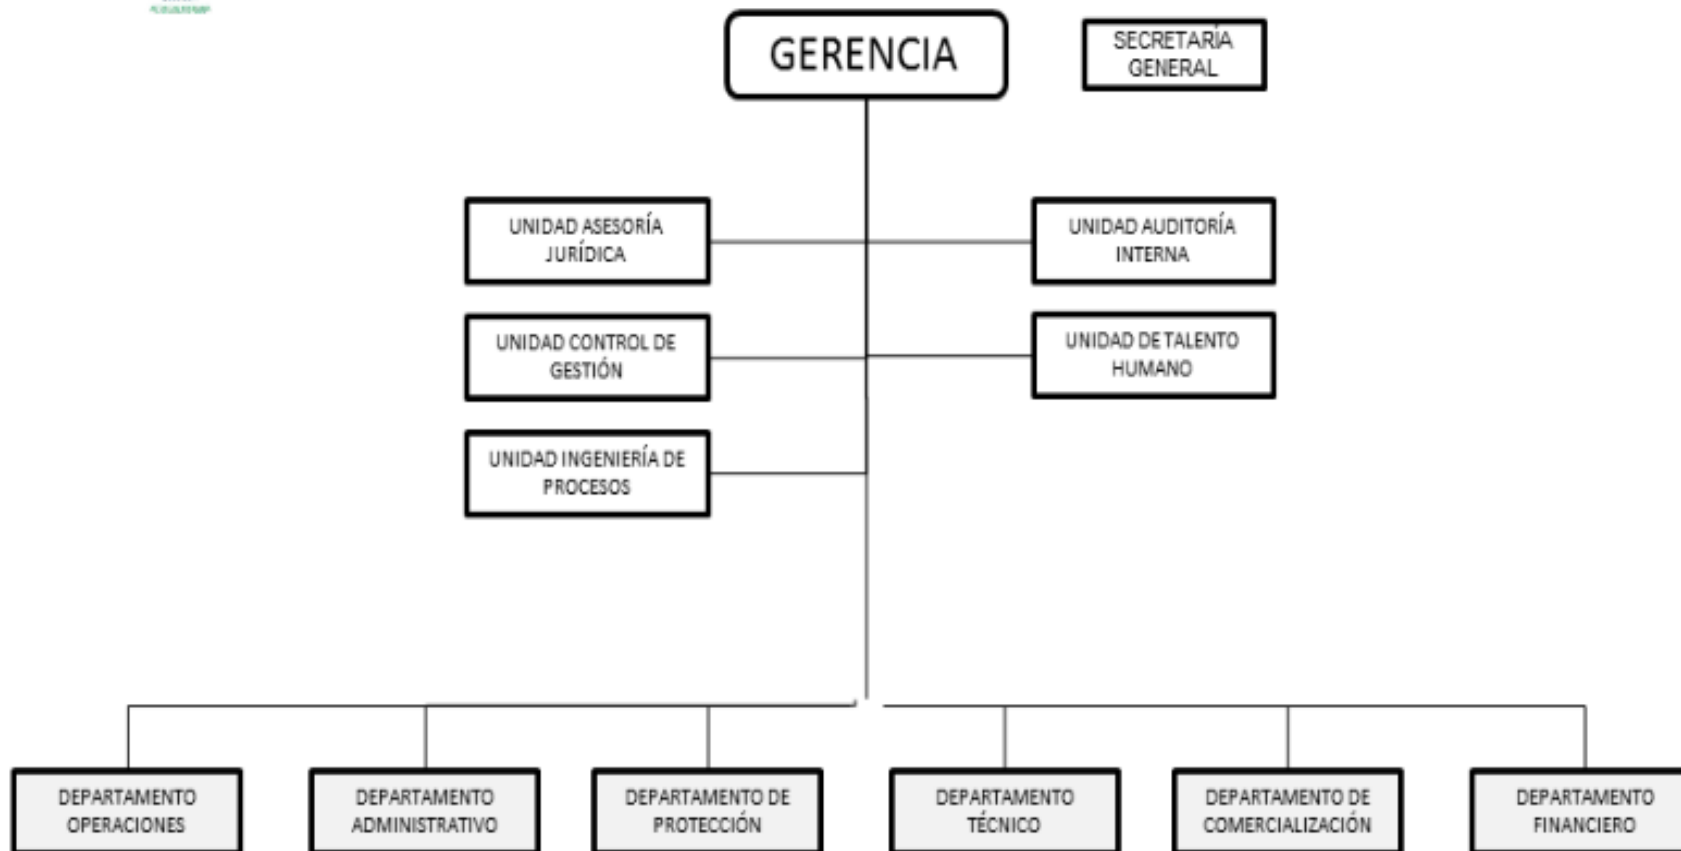 GERENCIA
SECRETARÍA
GENERAL
UNIDAD ASESORÍA
JURÍDICA
UNIDAD AUDITORÍA
INTERNA
UNIDAD CONTROL DE
GESTIÓN
UNIDAD DE TALENTO
HUMANO
UNIDAD INGENIERÍA DE
PROCESOS
DEPARTAMENTO
OPERACIONES
DEPARTAMENTO
ADMINISTRATIVO
DEPARTAMENTO DE
PROTECCIÓN
DEPARTAMENTO
TÉCNICO
DEPARTAMENTO DE
COMERCIALIZACIÓN
DEPARTAMENTO
FINANCIERO